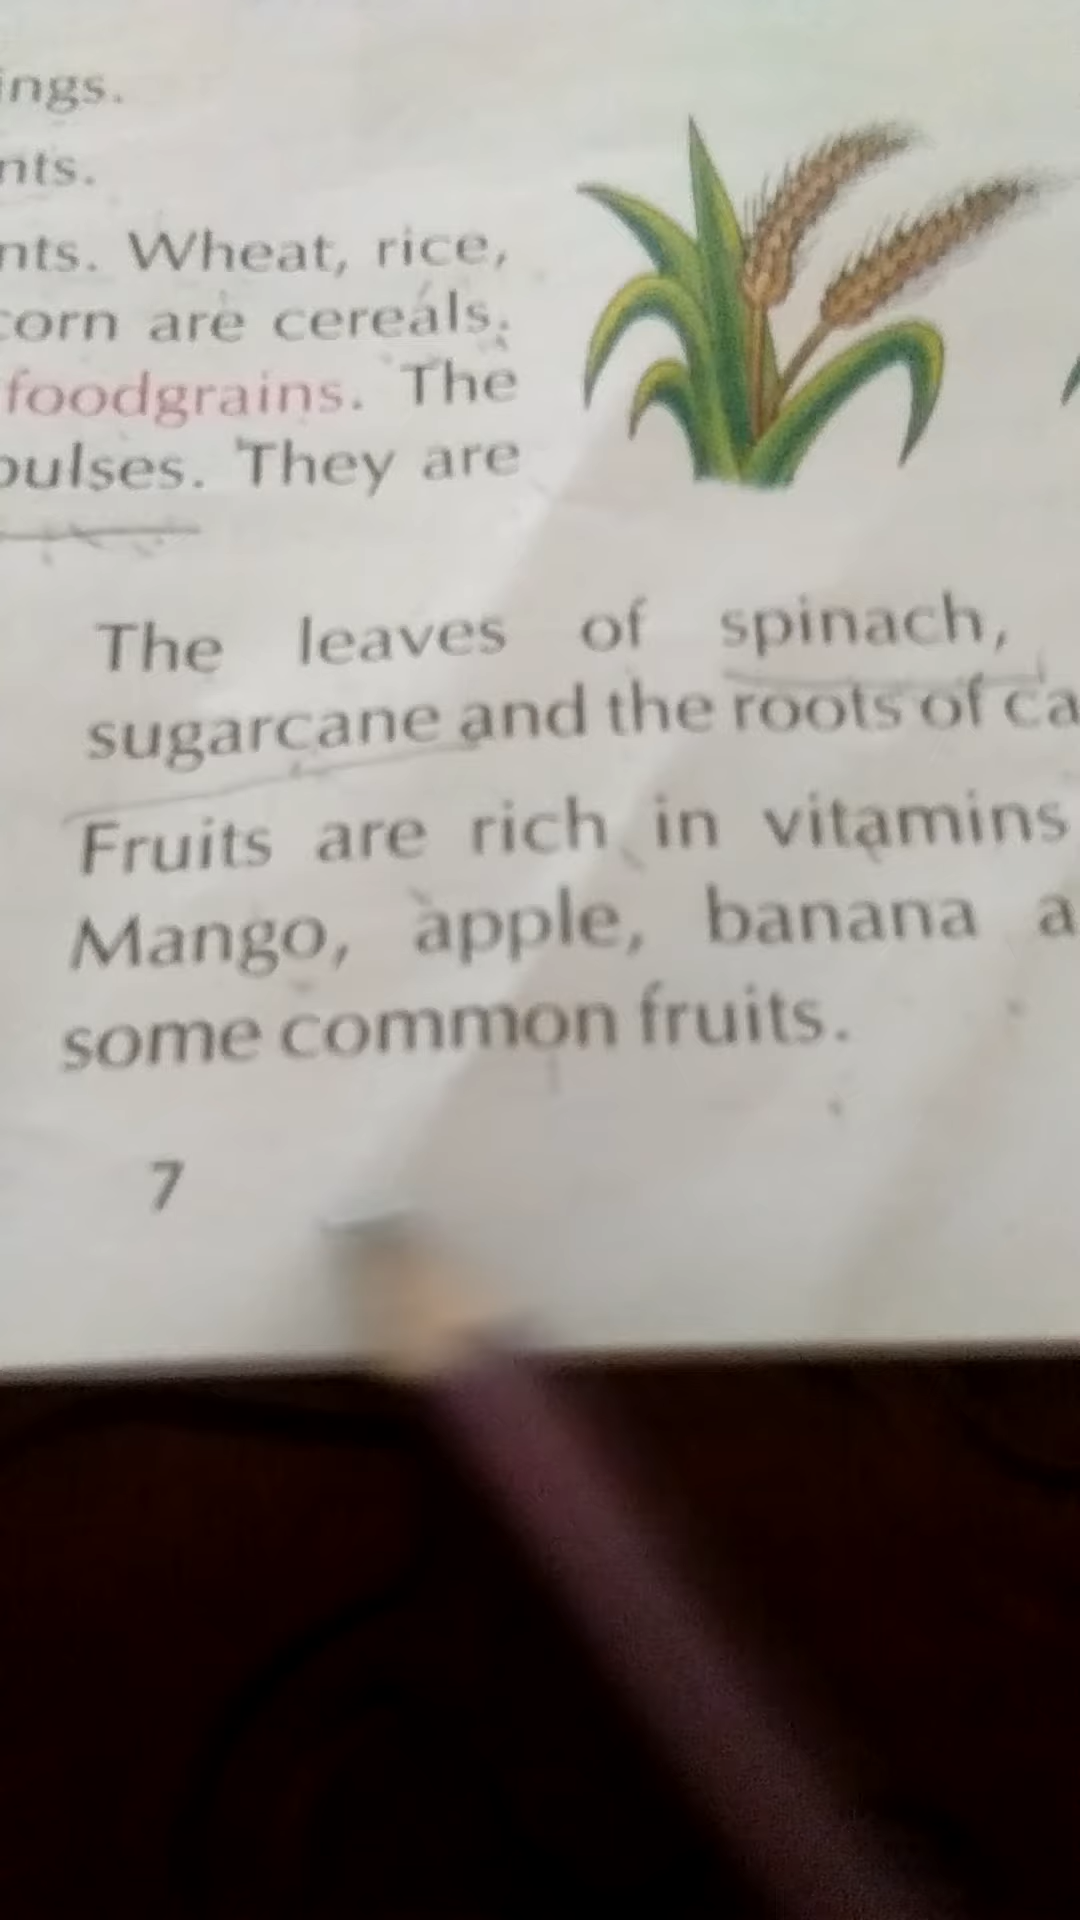 ings.
nts.
nts. Wheat, rice,
corn are cereals.
foodgrains. The
pulses. They are
The leaves of spinach,
sugarcane and the roots of ca
Fruits are rich in vitamins
Mango, apple, banana a
some common fruits.
7